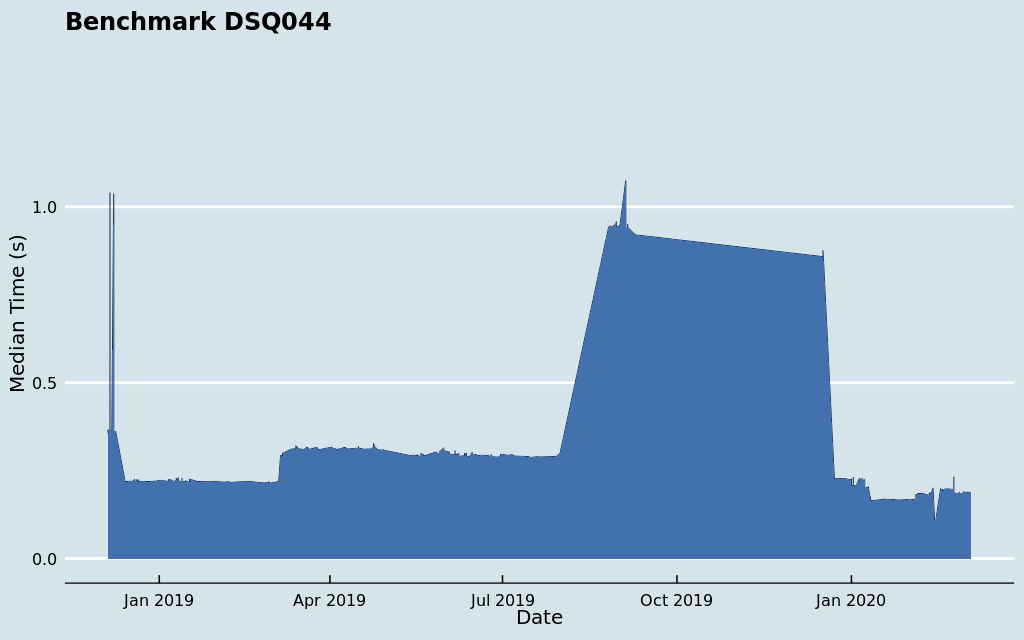 Benchmark DSQ044
Median Time (s)
1.0
0.5
0.0
Jan 2019
Apr 2019
Jul 2019
Oct 2019
Jan 2020
Date